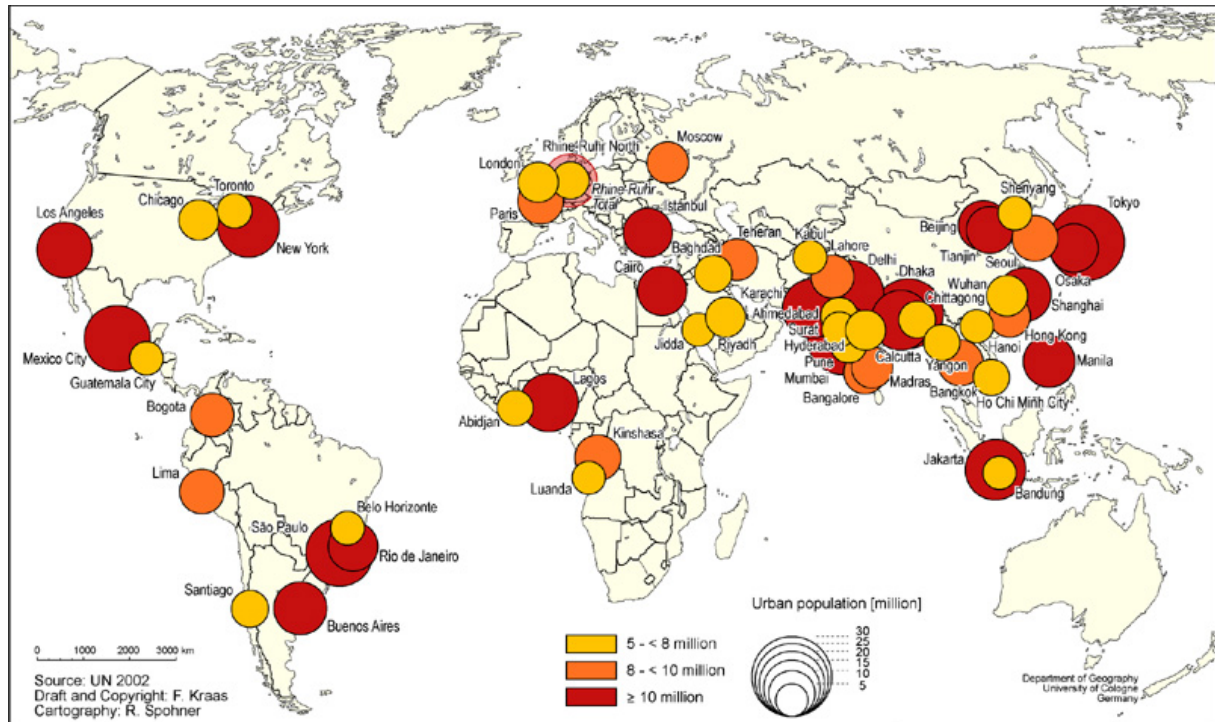 Moscow
Rhine-Ruhr North
London
Rhine-Ruhr
Total
Paris
Istanbul
Toronto
Chicago
Los Angeles
New York
Shenyang
Tokyo
Beijing
Tianjin
Seoul
Osaka
Teheran
Kabul
Lahore
Baghdad
Delhi
Dhaka
Cairo
Wuhan
Chittagong
Shanghai
Karachi
Ahmedabad
Surat
Jidda
Riyadh
Hyderabad
Calcutta
Hanoi
Hong Kong
Pune
Yangon
Manila
Mumbai
Madras
Bangkok
Bangalore
Ho Chi Minh City
Mexico City
Guatemala City
Bogota
Lagos
Abidjan
Kinshasa
Lima
Luanda
Jakarta
Bandung
Belo Horizonte
São Paulo
Rio de Janeiro
Santiago
Buenos Aires
Urban population [million]
30
25
20
15
10
5
5 - < 8 million
8 - < 10 million
≥ 10 million
0 1000 2000 3000 km
Source: UN 2002
Draft and Copyright: F. Kraas
Cartography: R. Spohner
Department of Geography
University of Cologne
Germany